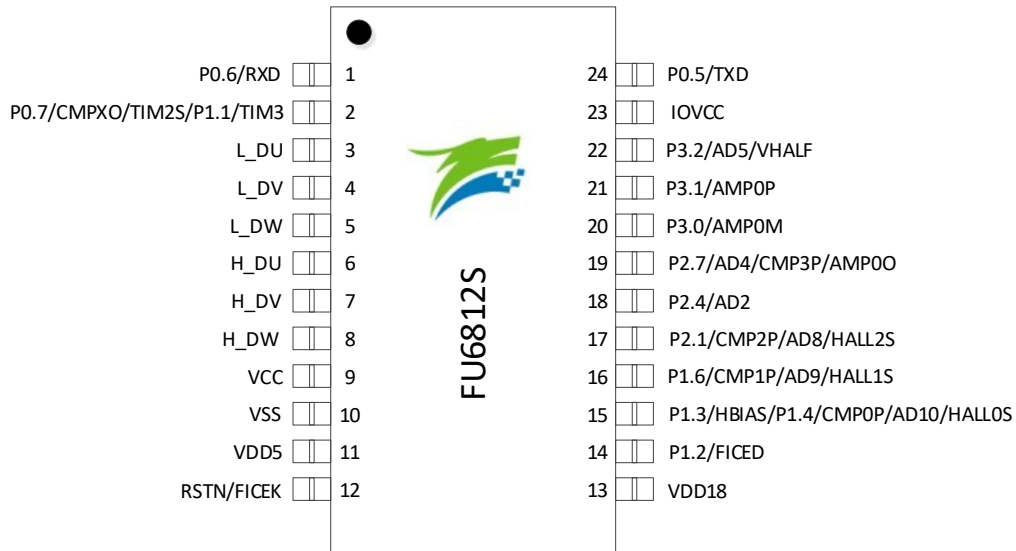 P0.6/RXD 1 24 P0.5/TXD
P0.7/CMPXO/TIM2S/P1.1/TIM3 2 23 IOVCC
L_DU 3 22 P3.2/AD5/VHALF
L_DV 4 21 P3.1/AMP0P
L_DW 5 20 P3.0/AMP0M
H_DU 6 19 P2.7/AD4/CMP3P/AMP0O
H_DV 7 18 P2.4/AD2
H_DW 8 17 P2.1/CMP2P/AD8/HALL2S
VCC 9 16 P1.6/CMP1P/AD9/HALL1S
VSS 10 15 P1.3/HBIAS/P1.4/CMP0P/AD10/HALL0S
VDD5 11 14 P1.2/FICED
RSTN/FICEK 12 13 VDD18
FU6812S